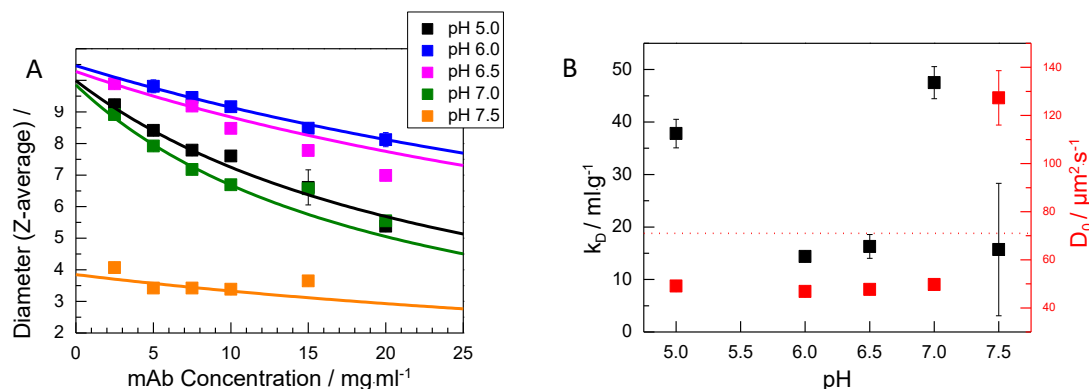 A
pH 5.0
pH 6.0
pH 6.5
pH 7.0
pH 7.5
Diameter (Z-average) /
9
8
7
6
5
4
3
2
0 5 10 15 20 25
mAb Concentration / mg.ml-1
B
kD / ml.g-1
50
40
30
20
10
0
5.0 5.5 6.0 6.5 7.0 7.5
pH
140
120
100
80
60
40
20
0
D0 / µm2.s-1